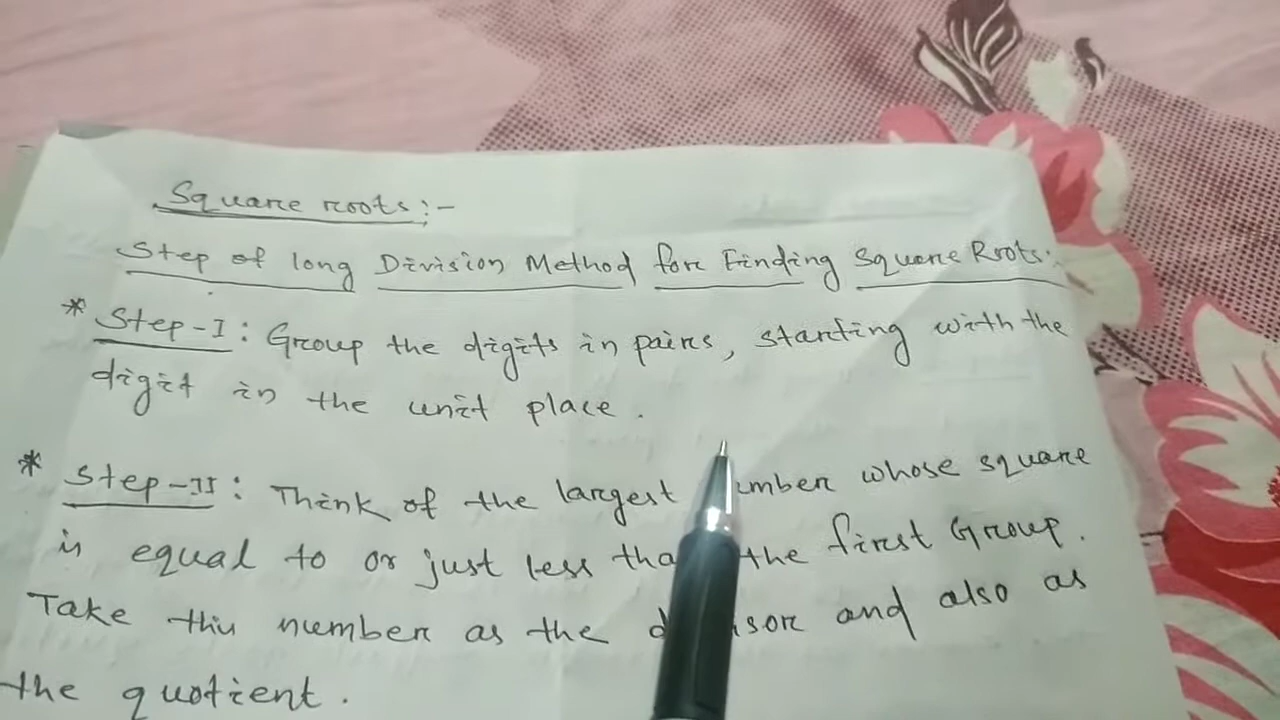 Square roots:-
Step of long Division Method for Finding Square Roots:
* Step-I: Group the digits in pairs, starting with the
digit in the unit place.
* Step-II: Think of the largest number whose square
is equal to or just less than the first Group.
Take this number as the divisor and also as
the quotient.